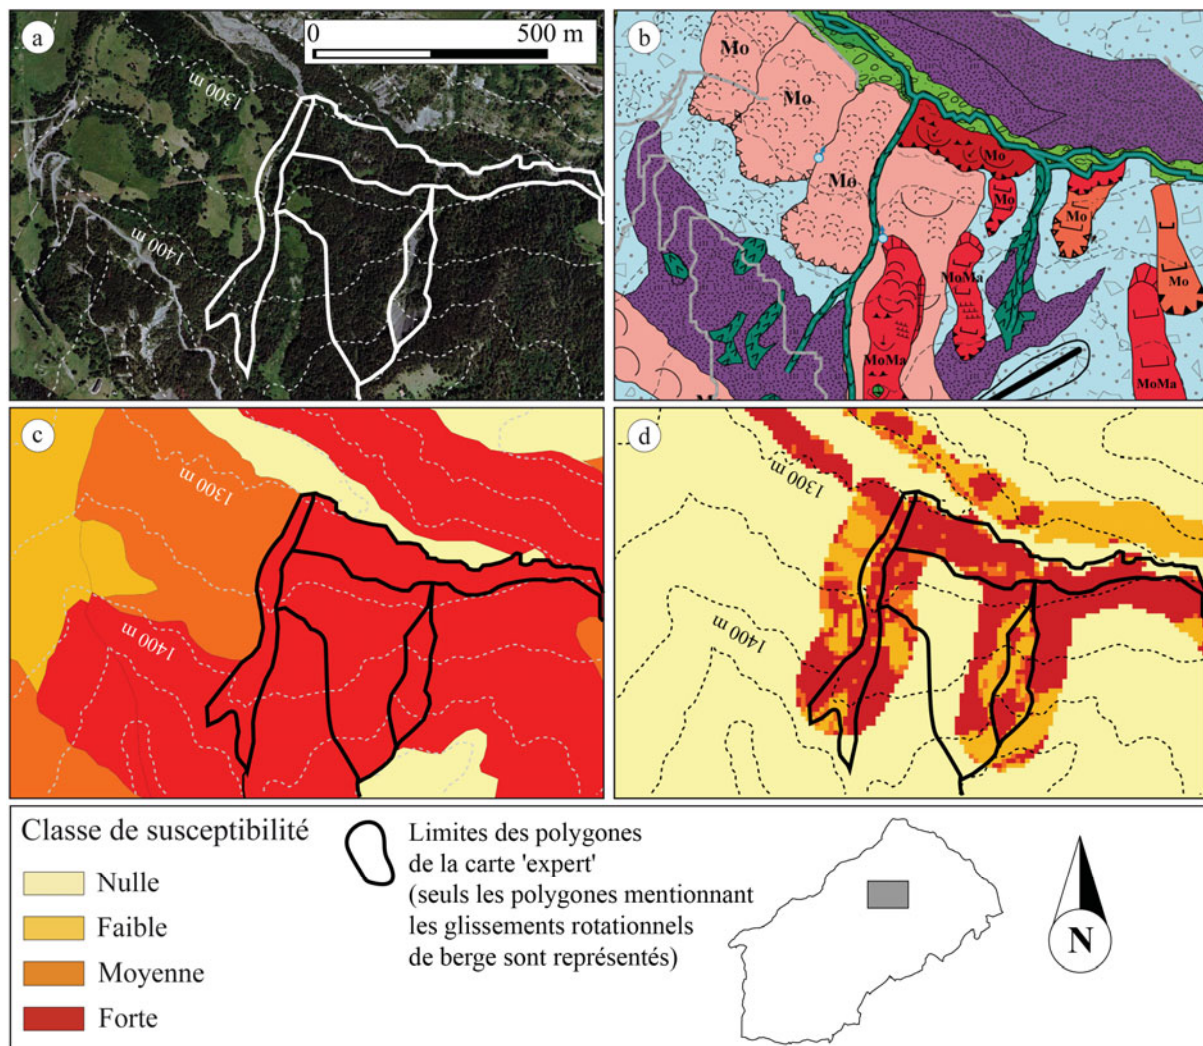 a
0 500 m
1300 m
1400 m
b
Mo
Mo
Mo
Mo
Mo
Mo
Mo
MoMa
MoMa
MoMa
c
1300 m
1400 m
d
1300 m
1400 m
Classe de susceptibilité
Nulle
Faible
Moyenne
Forte
Limites des polygones
de la carte 'expert'
(seuls les polygones mentionnant
les glissements rotationnels
de berge sont représentés)
N